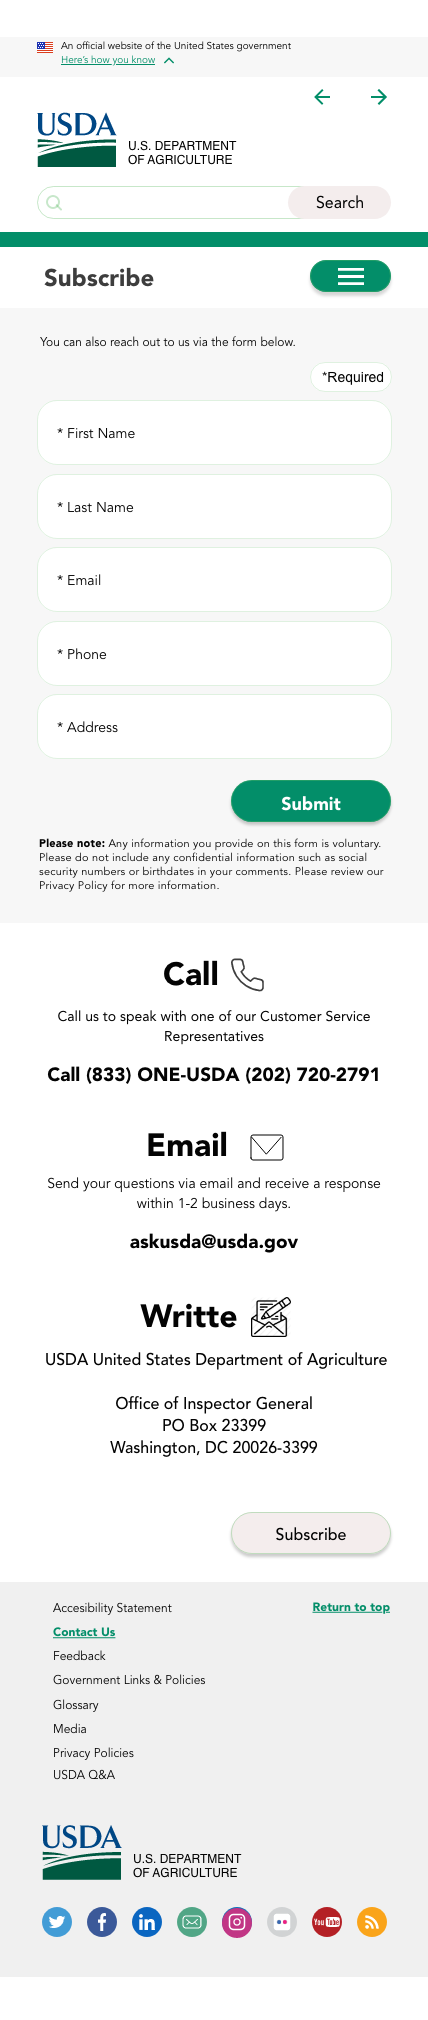 An official website of the United States government
Here's how you know
USDA
U.S. DEPARTMENT
OF AGRICULTURE
Search
Subscribe
You can also reach out to us via the form below.
*Required
* First Name
* Last Name
* Email
* Phone
* Address
Submit
Please note: Any information you provide on this form is voluntary.
Please do not include any confidential information such as social
security numbers or birthdates in your comments. Please review our
Privacy Policy for more information.
Call
Call us to speak with one of our Customer Service
Representatives
Call (833) ONE-USDA (202) 720-2791
Email
Send your questions via email and receive a response
within 1-2 business days.
askusda@usda.gov
Writte
USDA United States Department of Agriculture
Office of Inspector General
PO Box 23399
Washington, DC 20026-3399
Subscribe
Accesibility Statement
Return to top
Contact Us
Feedback
Government Links & Policies
Glossary
Media
Privacy Policies
USDA Q&A
USDA
U.S. DEPARTMENT
OF AGRICULTURE
in
You Tube